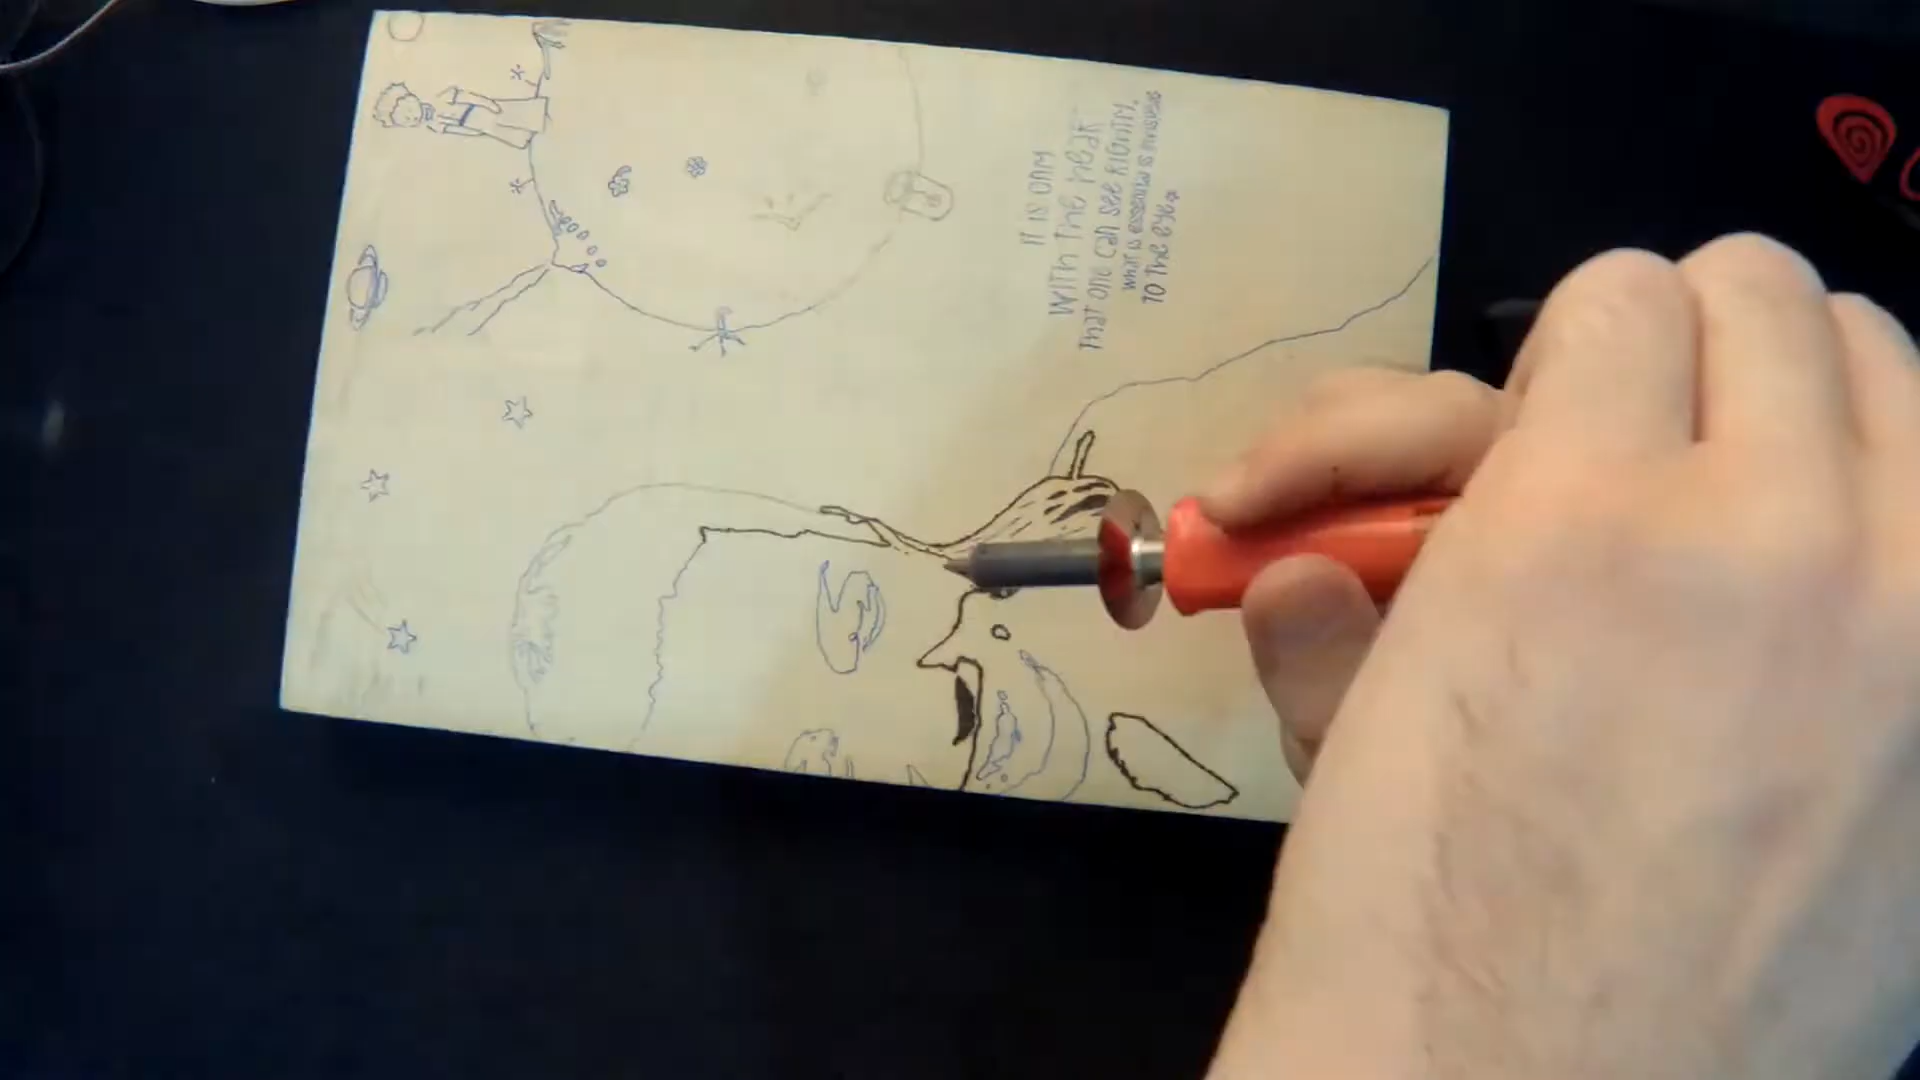 IT IS ONLY
WITH The heart
That one can see RIGHTLY.
what is essential is invisible
TO The eye.